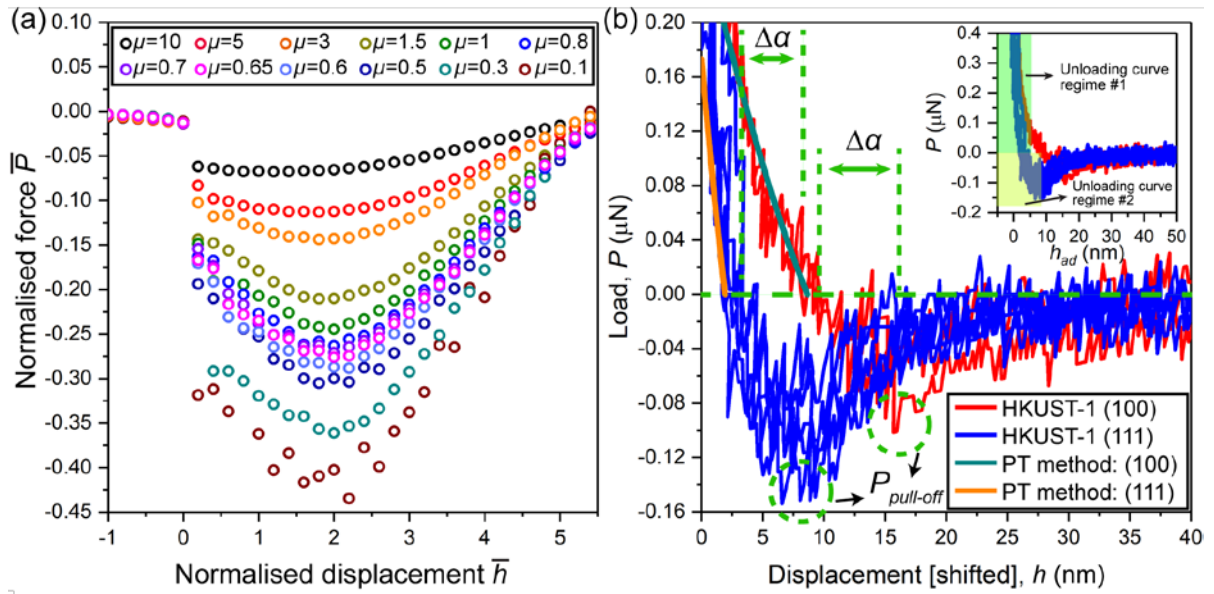 (a)
0.10
0.05
0.00
-0.05
-0.10
-0.15
-0.20
-0.25
-0.30
-0.35
-0.40
-0.45
Normalised force P̅
μ=10 μ=5 μ=3 μ=1.5 μ=1 μ=0.8
μ=0.7 μ=0.65 μ=0.6 μ=0.5 μ=0.3 μ=0.1
-1 0 1 2 3 4 5
Normalised displacement h̅
(b)
0.20
0.16
0.12
0.08
0.04
0.00
-0.04
-0.08
-0.12
-0.16
Load, P (μN)
Δα
Δα
P pull-off
0.4
0.3
0.2
0.1
0.0
-0.1
-0.2
P (μN)
Unloading curve
regime #1
Unloading curve
regime #2
0 10 20 30 40 50
h_ad (nm)
HKUST-1 (100)
HKUST-1 (111)
PT method: (100)
PT method: (111)
0 5 10 15 20 25 30 35 40
Displacement [shifted], h (nm)